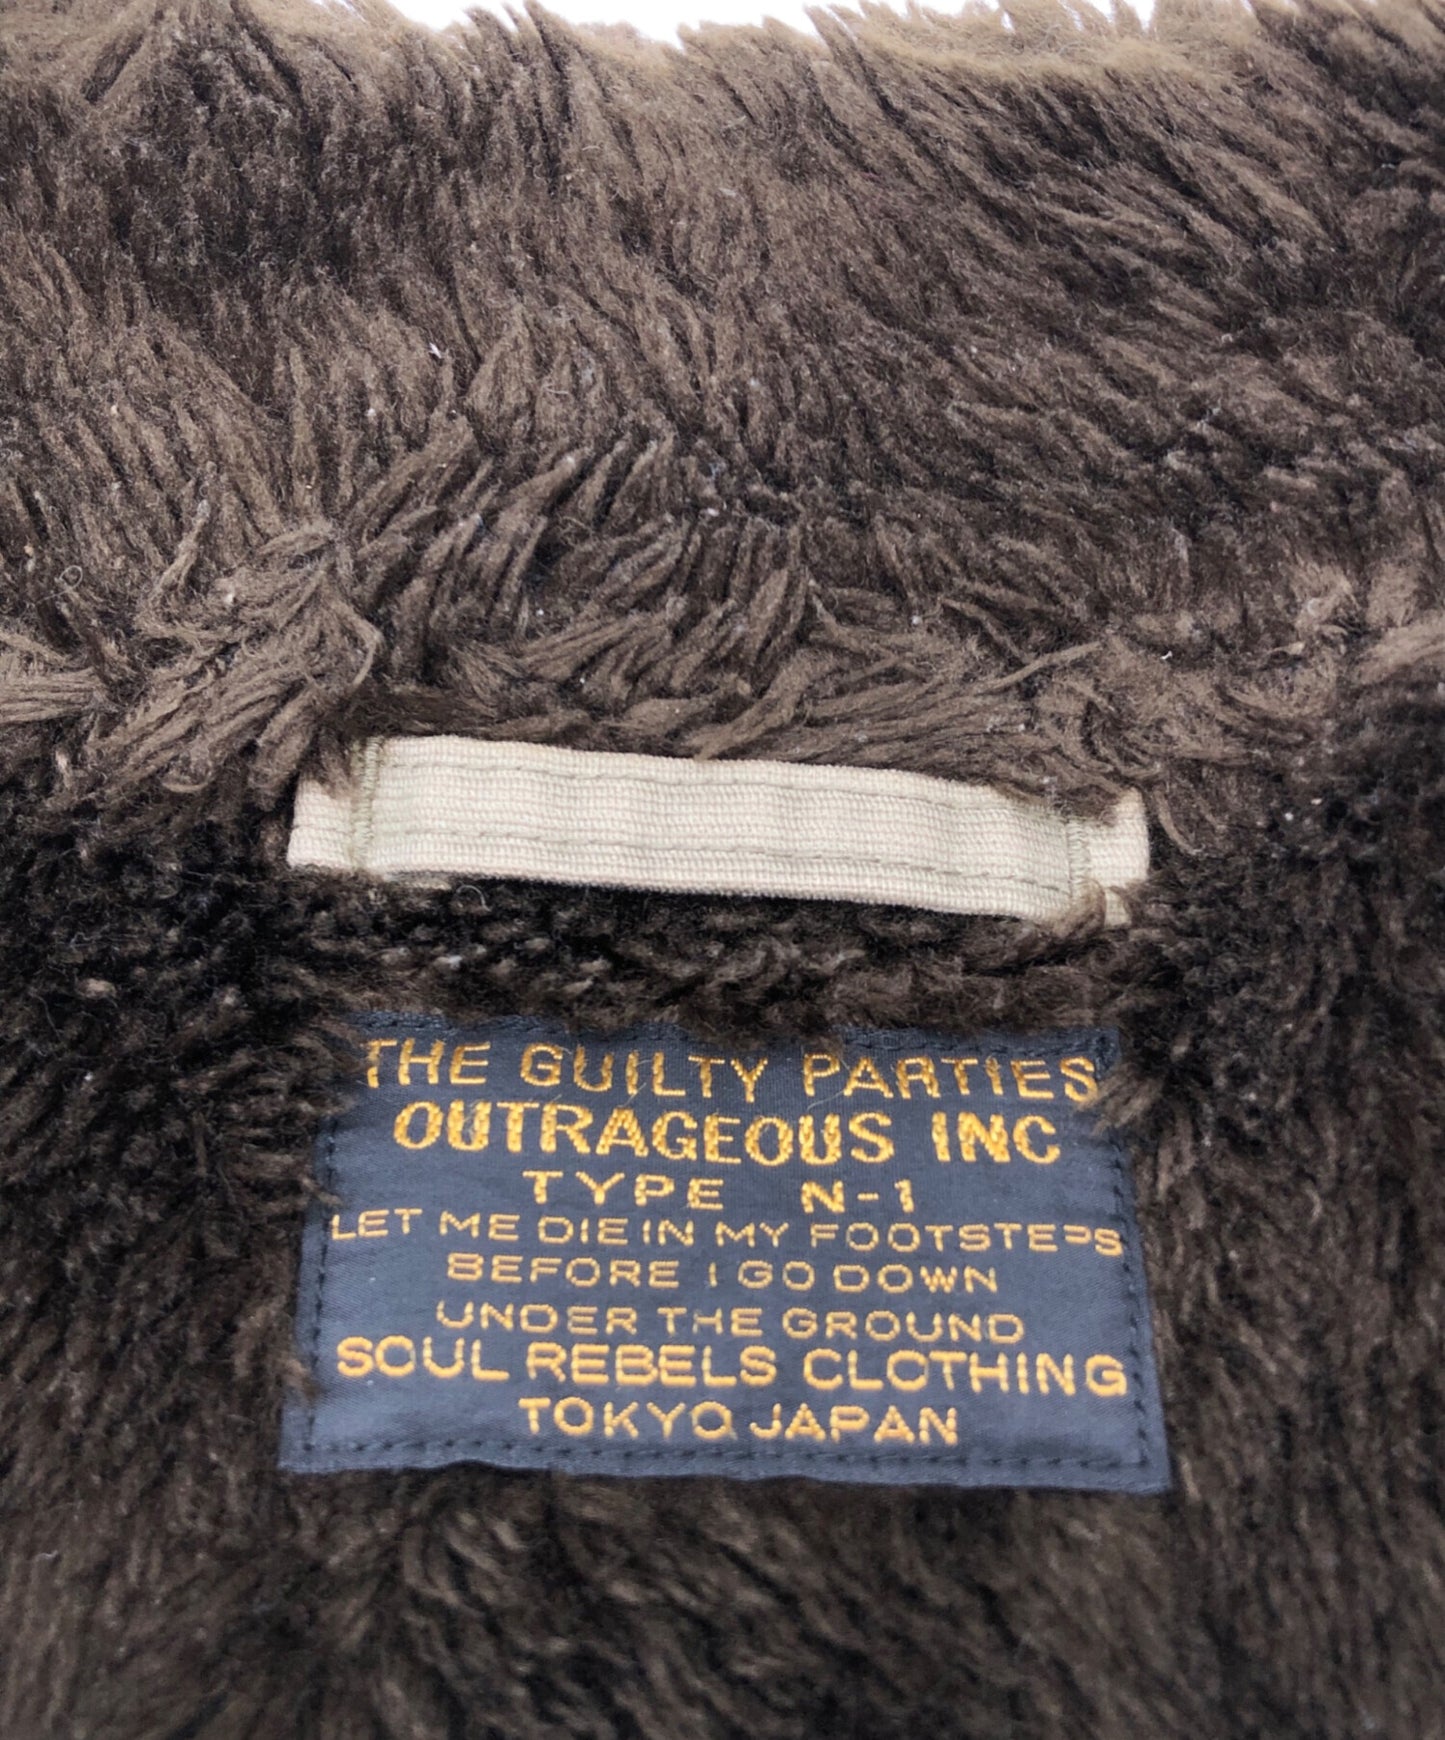 THE GUILTY PARTIES
OUTRAGEOUS INC
TYPE N-1
LET ME DIE IN MY FOOTSTEPS
BEFORE I GO DOWN
UNDER THE GROUND
SOUL REBELS CLOTHING
TOKYO JAPAN